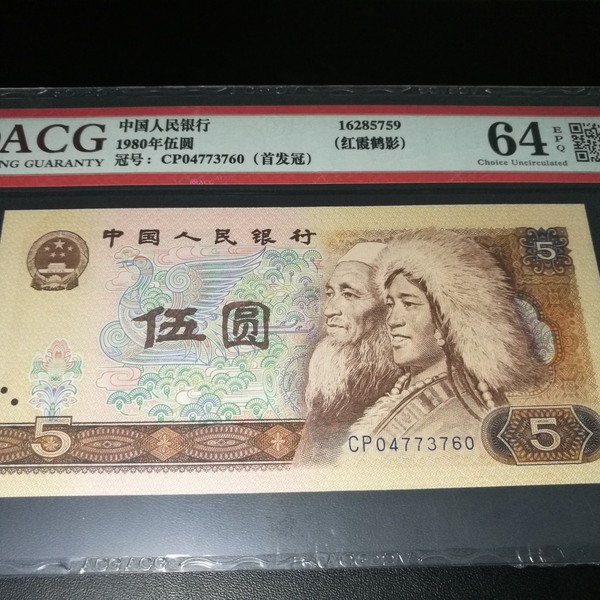 ACG
中国人民银行
16285759
64
EPQ
1980年伍圆
(红霞鹤影)
GUARANTY
冠号：CP04773760（首发冠）
Choice Uncirculated
中国人民银行
5
伍圆
CP04773760
5
5